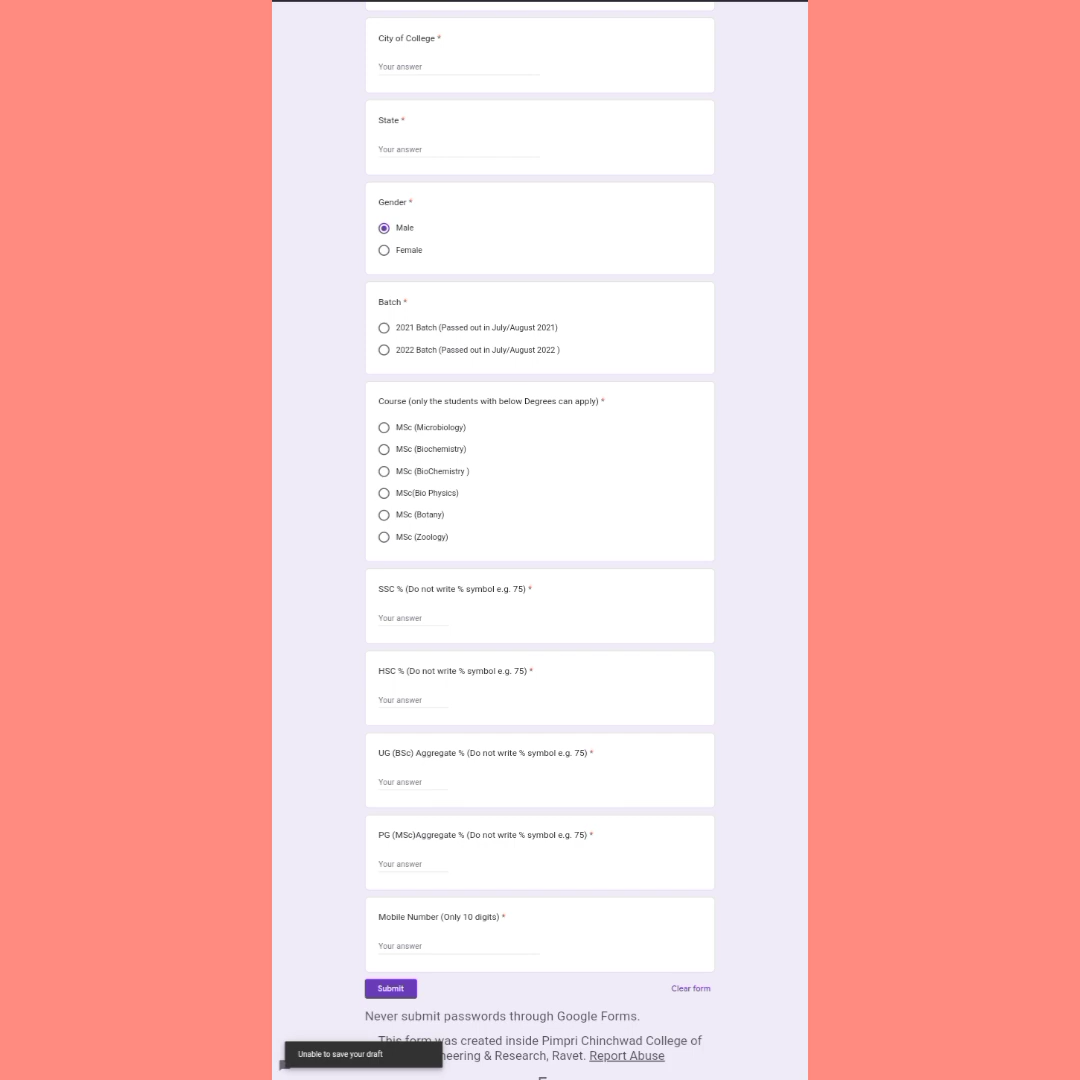 City of College *
Your answer
State *
Your answer
Gender *
Male
Female
Batch *
2021 Batch (Passed out in July/August 2021)
2022 Batch (Passed out in July/August 2022 )
Course (only the students with below Degrees can apply) *
MSc (Microbiology)
MSc (Biochemistry)
MSc (BioChemistry )
MSc(Bio Physics)
MSc (Botany)
MSc (Zoology)
SSC % (Do not write % symbol e.g. 75) *
Your answer
HSC % (Do not write % symbol e.g. 75) *
Your answer
UG (BSc) Aggregate % (Do not write % symbol e.g. 75) *
Your answer
PG (MSc)Aggregate % (Do not write % symbol e.g. 75) *
Your answer
Mobile Number (Only 10 digits) *
Your answer
Submit
Clear form
Never submit passwords through Google Forms.
This form was created inside Pimpri Chinchwad College of
neering & Research, Ravet. Report Abuse
Unable to save your draft